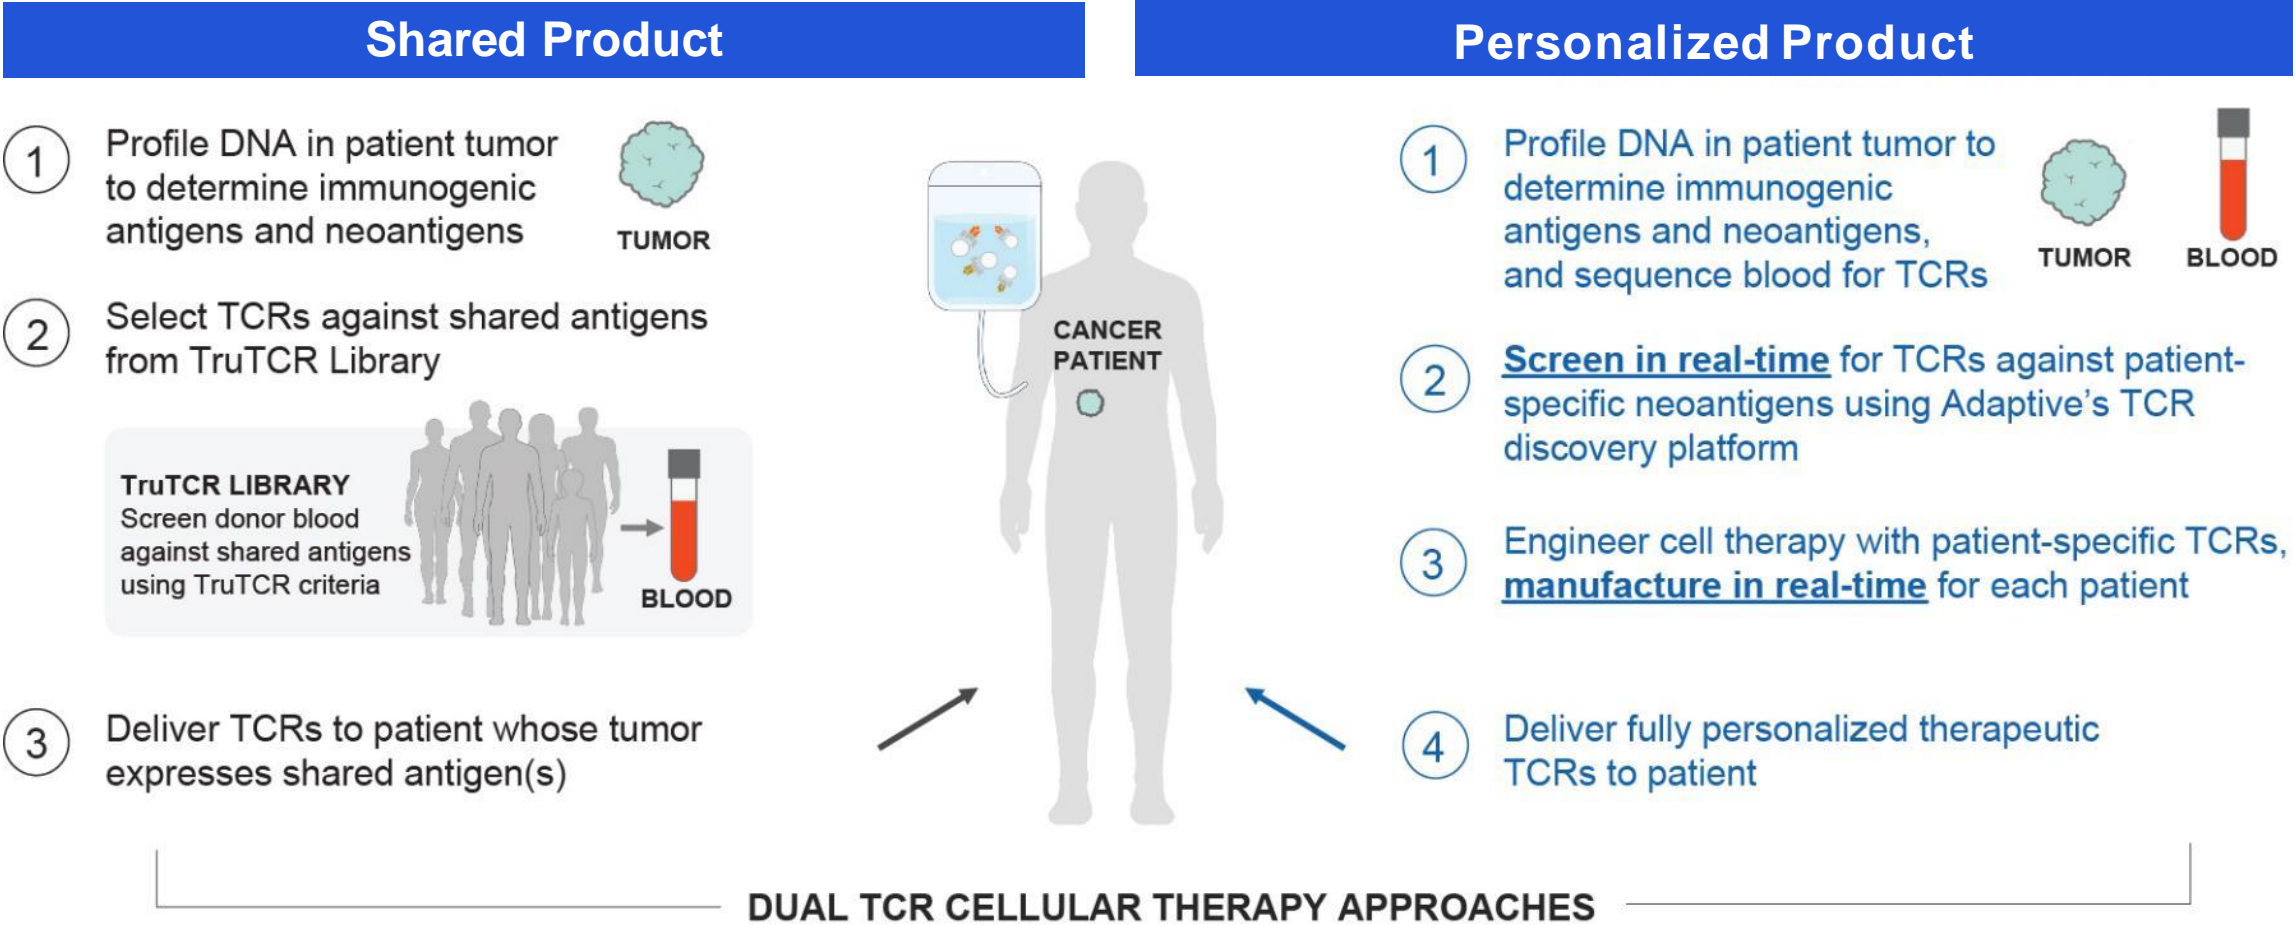 Shared Product
1
Profile DNA in patient tumor
to determine immunogenic
antigens and neoantigens
TUMOR
2
Select TCRs against shared antigens
from TruTCR Library
TruTCR LIBRARY
Screen donor blood
against shared antigens
using TruTCR criteria
BLOOD
3
Deliver TCRs to patient whose tumor
expresses shared antigen(s)
CANCER
PATIENT
Personalized Product
1
Profile DNA in patient tumor to
determine immunogenic
antigens and neoantigens,
and sequence blood for TCRs
TUMOR
BLOOD
2
Screen in real-time for TCRs against patient-
specific neoantigens using Adaptive's TCR
discovery platform
3
Engineer cell therapy with patient-specific TCRs,
manufacture in real-time for each patient
4
Deliver fully personalized therapeutic
TCRs to patient
DUAL TCR CELLULAR THERAPY APPROACHES